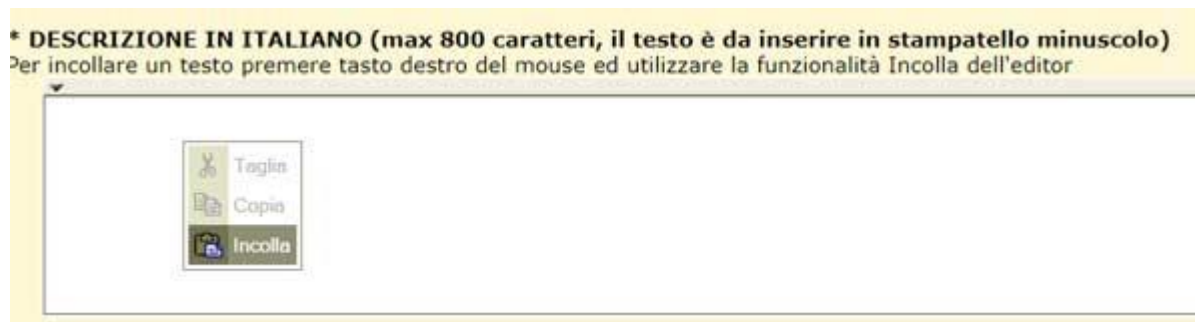 * DESCRIZIONE IN ITALIANO (max 800 caratteri, il testo è da inserire in stampatello minuscolo)
Per incollare un testo premere tasto destro del mouse ed utilizzare la funzionalità Incolla dell'editor
Taglia
Copia
Incolla